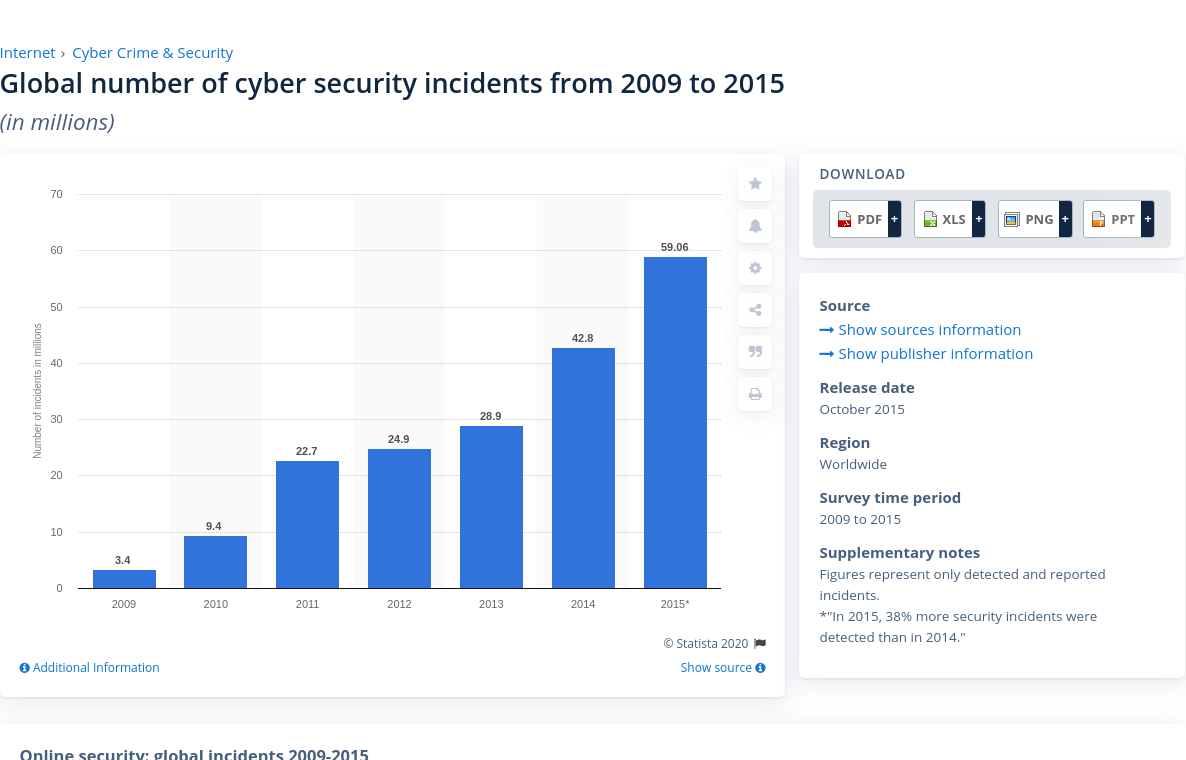 Internet › Cyber Crime & Security
Global number of cyber security incidents from 2009 to 2015
(in millions)
70
60
50
40
30
20
10
0
Number of incidents in millions
3.4
9.4
22.7
24.9
28.9
42.8
59.06
2009
2010
2011
2012
2013
2014
2015*
© Statista 2020
Additional Information
Show source
DOWNLOAD
PDF +
XLS +
PNG +
PPT +
Source
Show sources information
Show publisher information
Release date
October 2015
Region
Worldwide
Survey time period
2009 to 2015
Supplementary notes
Figures represent only detected and reported
incidents.
*"In 2015, 38% more security incidents were
detected than in 2014."
Online security: global incidents 2009-2015